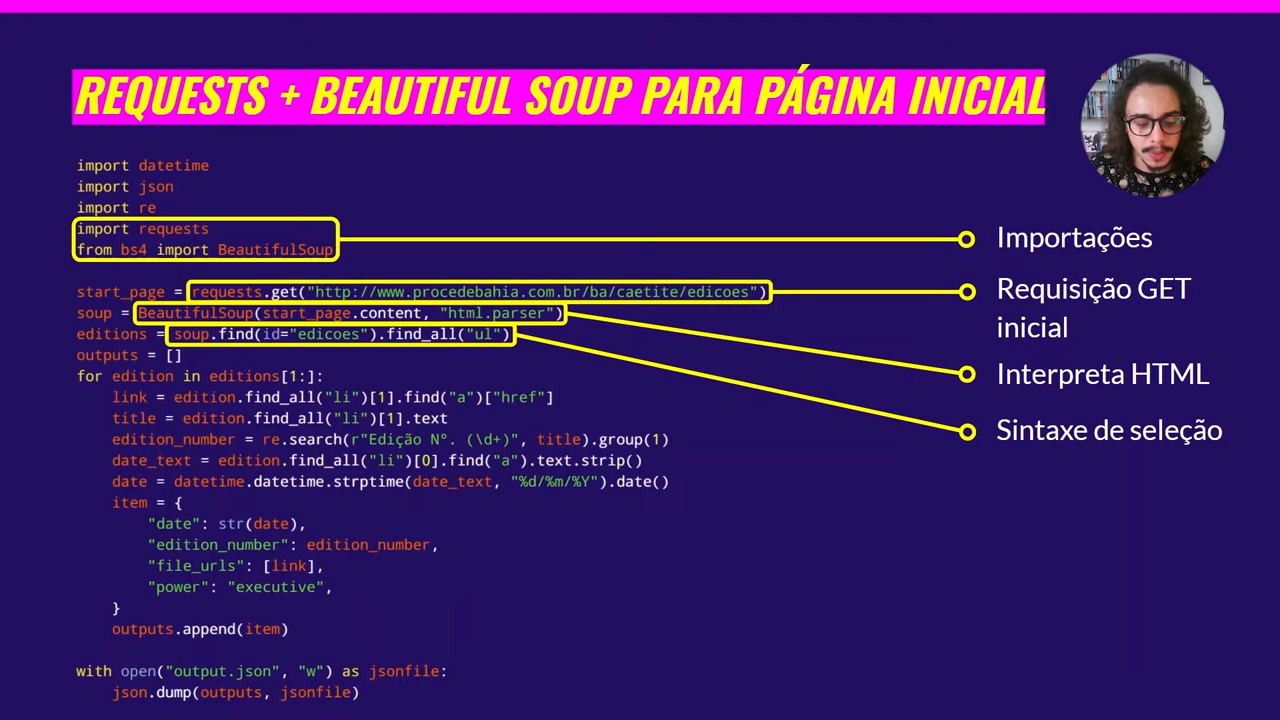 REQUESTS + BEAUTIFUL SOUP PARA PÁGINA INICIAL
import datetime
import json
import re
import requests
from bs4 import BeautifulSoup
start_page = requests.get("http://www.procedebahia.com.br/ba/caetite/edicoes")
soup = BeautifulSoup(start_page.content, "html.parser")
editions = soup.find(id="edicoes").find_all("ul")
outputs = []
for edition in editions[1:]:
    link = edition.find_all("li")[1].find("a")["href"]
    title = edition.find_all("li")[1].text
    edition_number = re.search(r"Edição Nº. (\d+)", title).group(1)
    date_text = edition.find_all("li")[0].find("a").text.strip()
    date = datetime.datetime.strptime(date_text, "%d/%m/%Y").date()
    item = {
        "date": str(date),
        "edition_number": edition_number,
        "file_urls": [link],
        "power": "executive",
    }
    outputs.append(item)
with open("output.json", "w") as jsonfile:
    json.dump(outputs, jsonfile)
Importações
Requisição GET
inicial
Interpreta HTML
Sintaxe de seleção